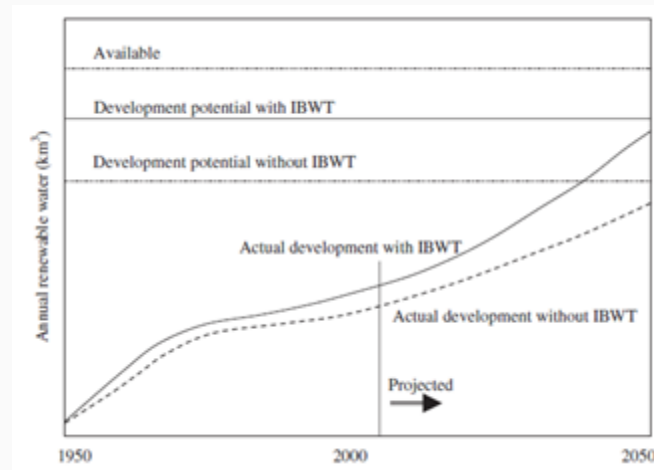 Available
Development potential with IBWT
Development potential without IBWT
Annual renewable water (km³)
Actual development with IBWT
Actual development without IBWT
Projected
1950
2000
2050